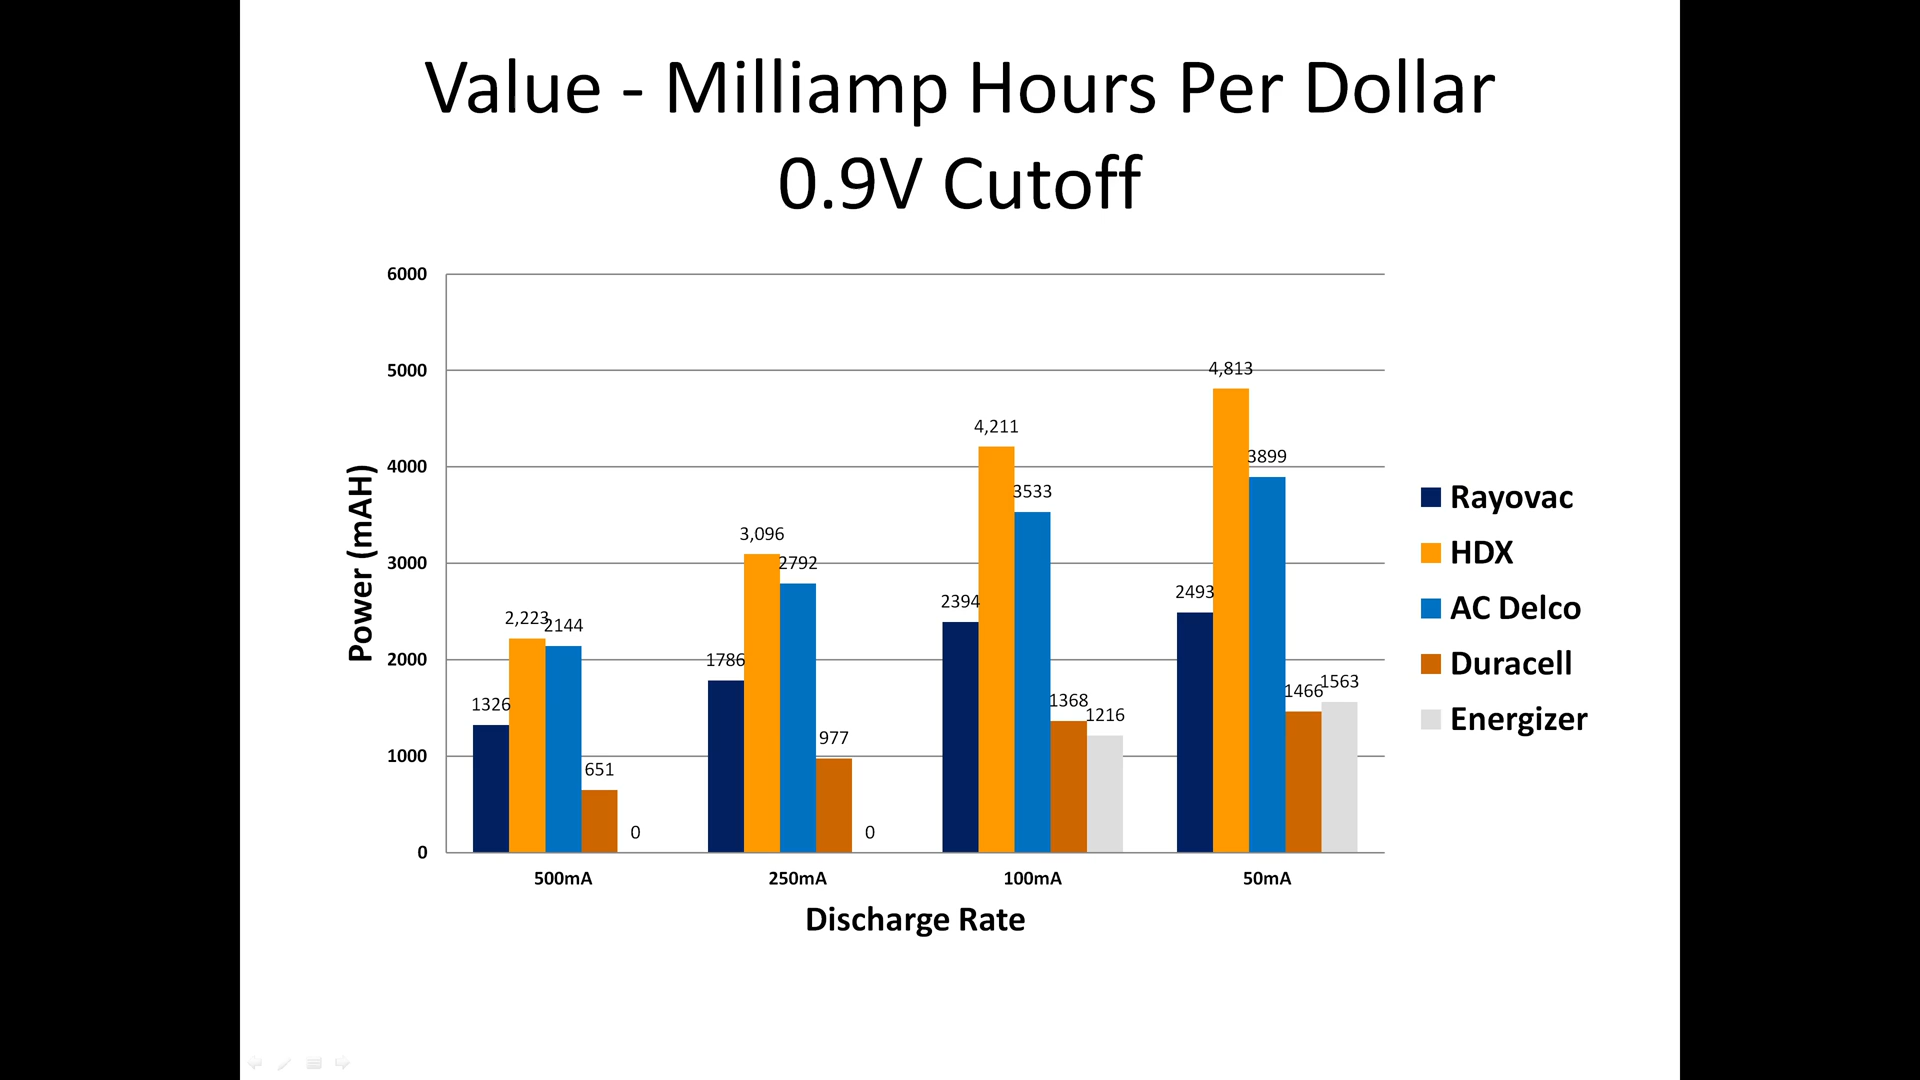 Value - Milliamp Hours Per Dollar
0.9V Cutoff
Power (mAH)
6000
5000
4000
3000
2000
1000
0
1326
2,223
2144
651
0
1786
3,096
2792
977
0
2394
4,211
3533
1368
1216
2493
4,813
3899
1466
1563
500mA
250mA
100mA
50mA
Discharge Rate
Rayovac
HDX
AC Delco
Duracell
Energizer